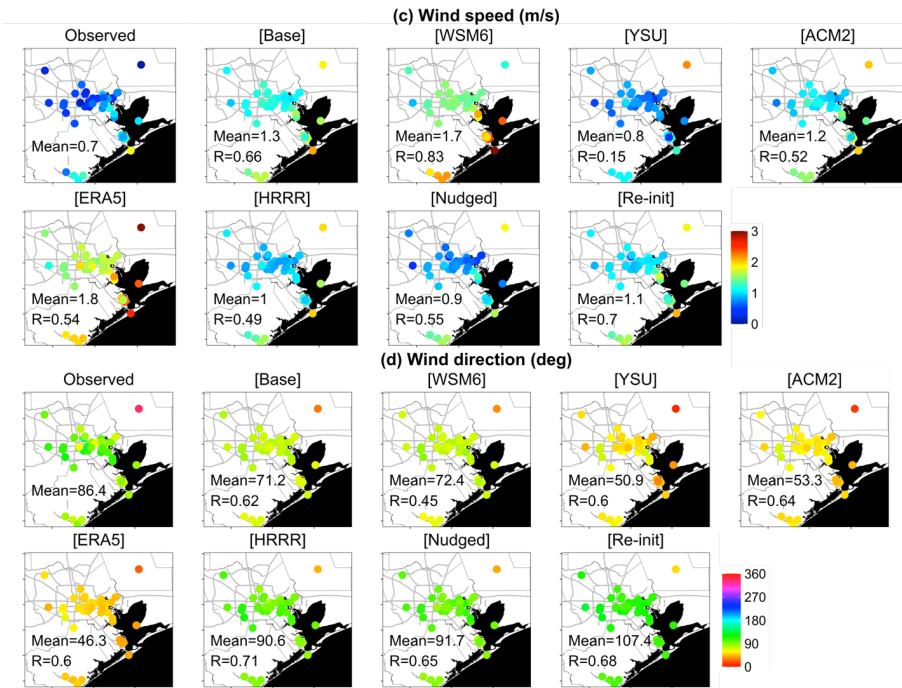 (c) Wind speed (m/s)
Observed [Base] [WSM6] [YSU] [ACM2]
Mean=0.7 Mean=1.3 Mean=1.7 Mean=0.8 Mean=1.2
R=0.66 R=0.83 R=0.15 R=0.52
[ERA5] [HRRR] [Nudged] [Re-init]
Mean=1.8 Mean=1 Mean=0.9 Mean=1.1
R=0.54 R=0.49 R=0.55 R=0.7
3
2
1
0
(d) Wind direction (deg)
Observed [Base] [WSM6] [YSU] [ACM2]
Mean=86.4 Mean=71.2 Mean=72.4 Mean=50.9 Mean=53.3
R=0.62 R=0.45 R=0.6 R=0.64
[ERA5] [HRRR] [Nudged] [Re-init]
Mean=46.3 Mean=90.6 Mean=91.7 Mean=107.4
R=0.6 R=0.71 R=0.65 R=0.68
360
270
180
90
0